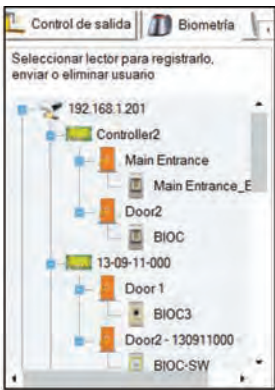 Control de salida
Biometría
Seleccionar lector para registrarlo,
enviar o eliminar usuario
192.168.1.201
Controller2
Main Entrance
Main Entrance_E
Door2
BIOC
13-09-11-000
Door 1
BIOC3
Door2 - 130911000
BIOC-SW